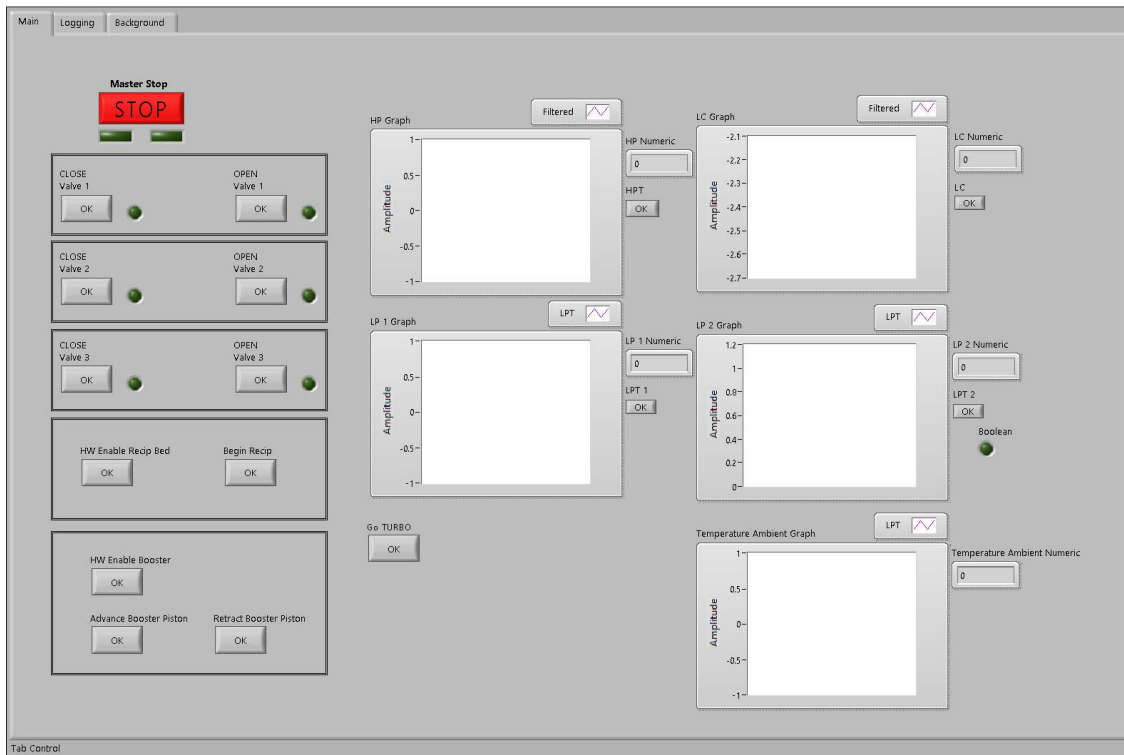 Main Logging Background
Master Stop
STOP
CLOSE
Valve 1
OK
OPEN
Valve 1
OK
CLOSE
Valve 2
OK
OPEN
Valve 2
OK
CLOSE
Valve 3
OK
OPEN
Valve 3
OK
HW Enable Recip Bed
OK
Begin Recip
OK
HW Enable Booster
OK
Advance Booster Piston
OK
Retract Booster Piston
OK
HP Graph
Filtered
Amplitude
1
0.5
0
-0.5
-1
HP Numeric
0
HPT
OK
LC Graph
Filtered
Amplitude
-2.1
-2.2
-2.3
-2.4
-2.5
-2.6
-2.7
LC Numeric
0
LC
OK
LP 1 Graph
LPT
Amplitude
1
0.5
0
-0.5
-1
LP 1 Numeric
0
LPT 1
OK
LP 2 Graph
LPT
Amplitude
1.2
1
0.8
0.6
0.4
0.2
0
LP 2 Numeric
0
LPT 2
OK
Boolean
Go TURBO
OK
Temperature Ambient Graph
LPT
Amplitude
1
0.5
0
-0.5
-1
Temperature Ambient Numeric
0
Tab Control